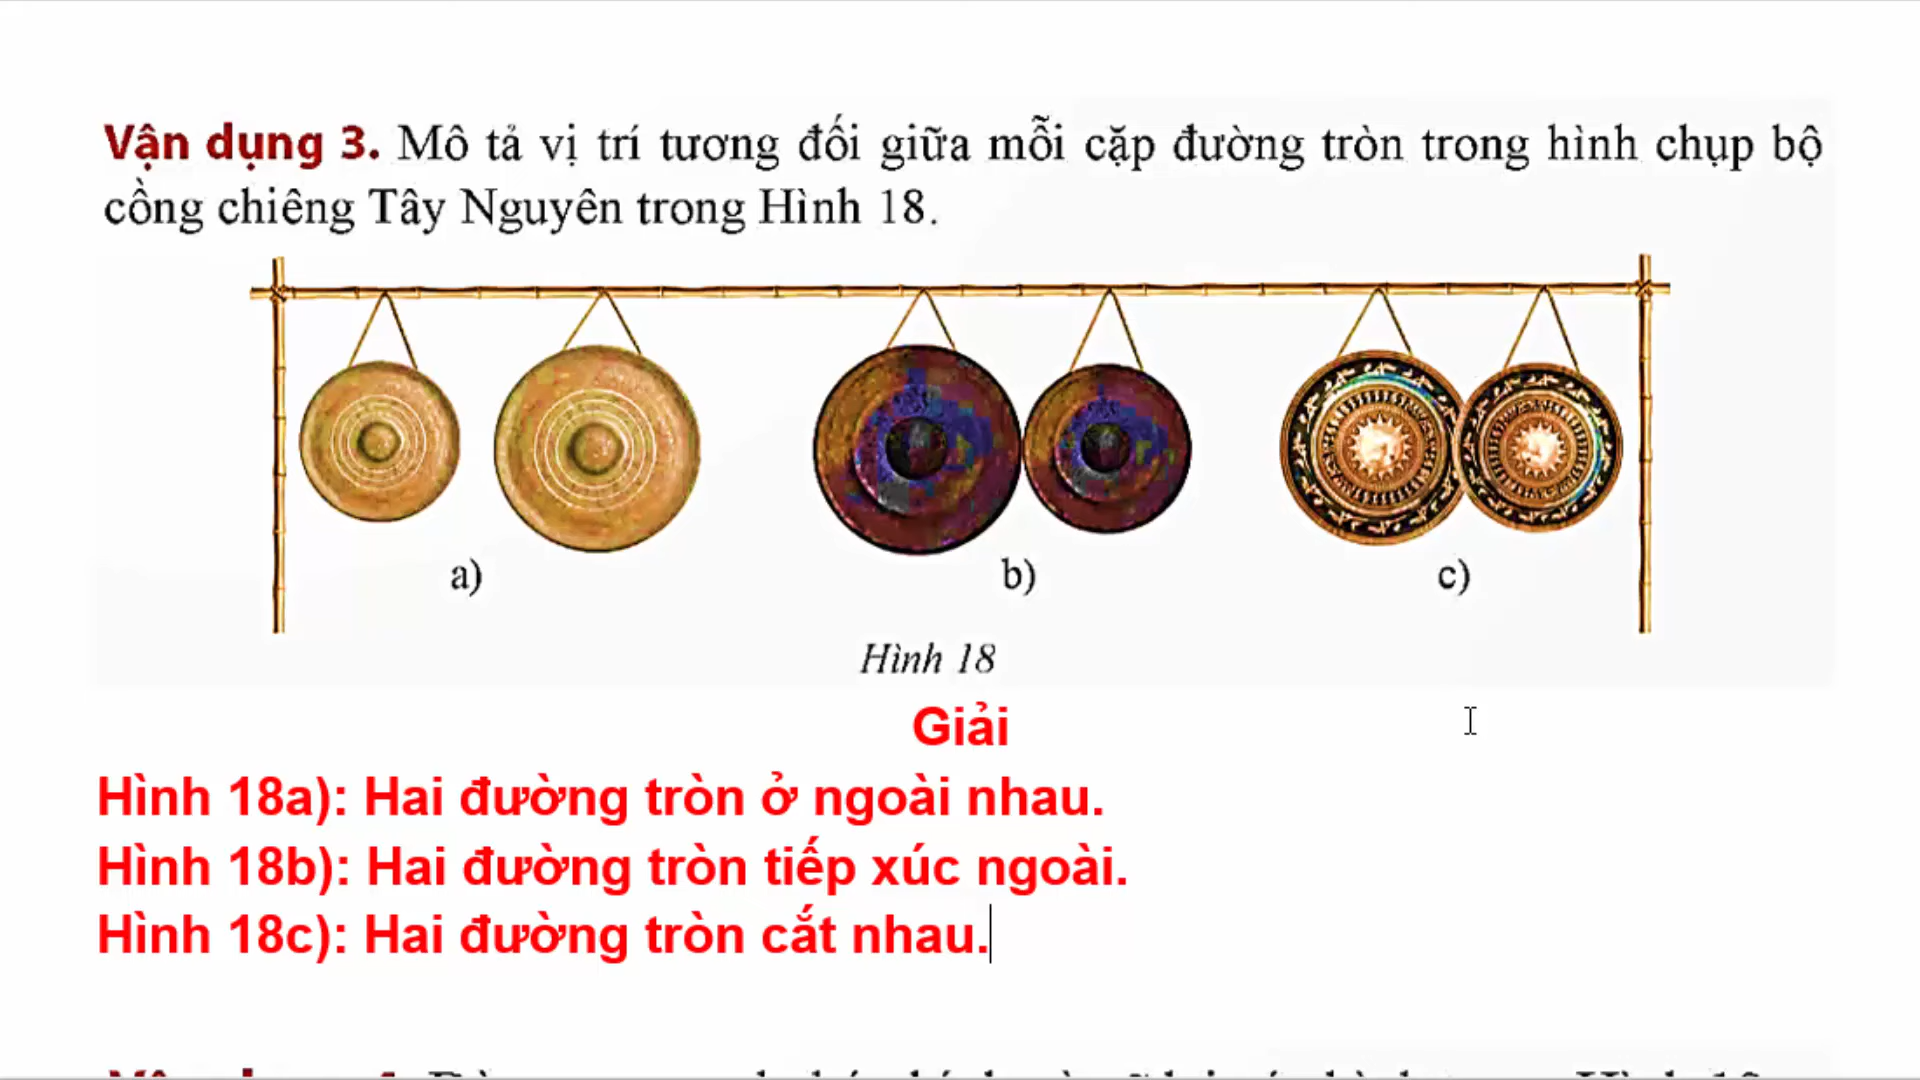 Vận dụng 3. Mô tả vị trí tương đối giữa mỗi cặp đường tròn trong hình chụp bộ
cồng chiêng Tây Nguyên trong Hình 18.
a)
b)
c)
Hình 18
Giải
Hình 18a): Hai đường tròn ở ngoài nhau.
Hình 18b): Hai đường tròn tiếp xúc ngoài.
Hình 18c): Hai đường tròn cắt nhau.